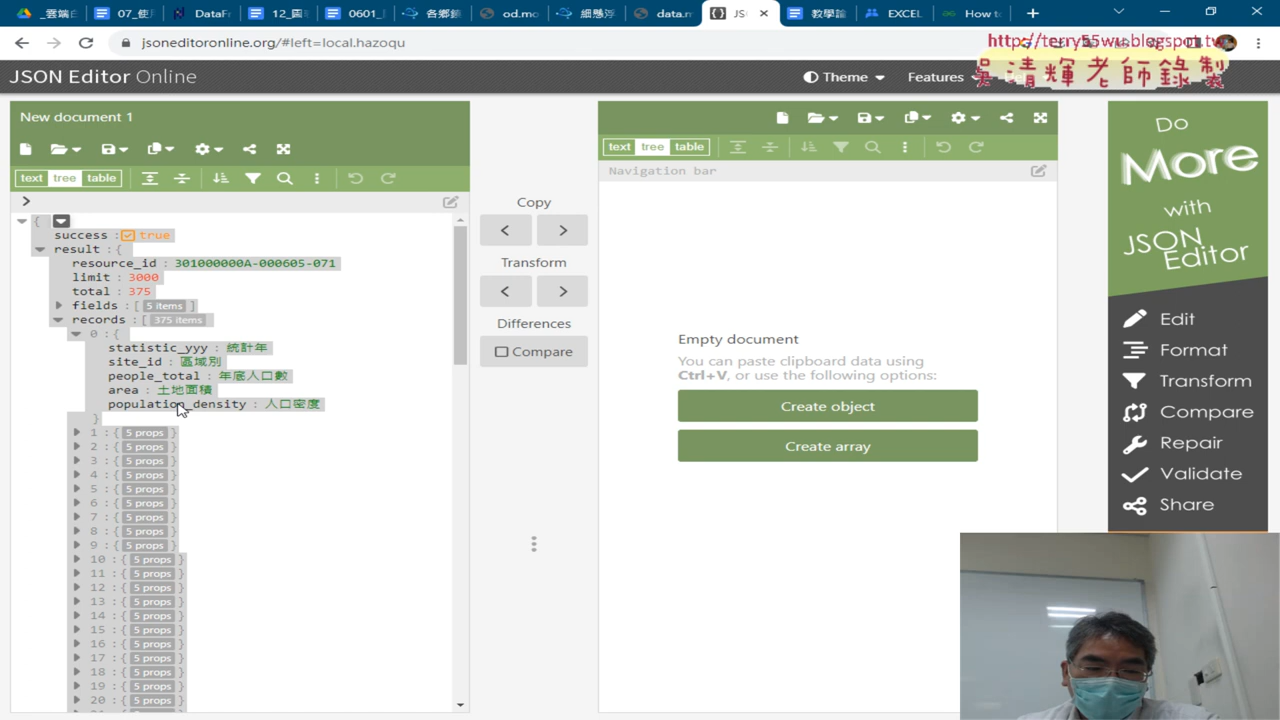 _雲端白
07_使月
DataFr
12_圖
0601_
各鄉鎮
od.mo
細懸浮
data.m
JS
教學論
EXCEL
How to
jsoneditoronline.org/#left=local.hazoqu
http://terry55wu.blogspot.tw
吳清輝老師錄製
JSON Editor Online
Theme
Features
New document 1
text tree table
success : true
result : {
resource_id : 301000000A-000605-071
limit : 3000
total : 375
fields : [ 5 items ]
records : [ 375 items ]
0 : {
statistic_yyy : 統計年
site_id : 區域別
people_total : 年底人口數
area : 土地面積
population_density : 人口密度
}
1 : { 5 props }
2 : { 5 props }
3 : { 5 props }
4 : { 5 props }
5 : { 5 props }
6 : { 5 props }
7 : { 5 props }
8 : { 5 props }
9 : { 5 props }
10 : { 5 props }
11 : { 5 props }
12 : { 5 props }
13 : { 5 props }
14 : { 5 props }
15 : { 5 props }
16 : { 5 props }
17 : { 5 props }
18 : { 5 props }
19 : { 5 props }
20 : { 5 props }
Copy
Transform
Differences
Compare
text tree table
Navigation bar
Empty document
You can paste clipboard data using
Ctrl+V, or use the following options:
Create object
Create array
Do
More
with
JSON
Editor
Edit
Format
Transform
Compare
Repair
Validate
Share